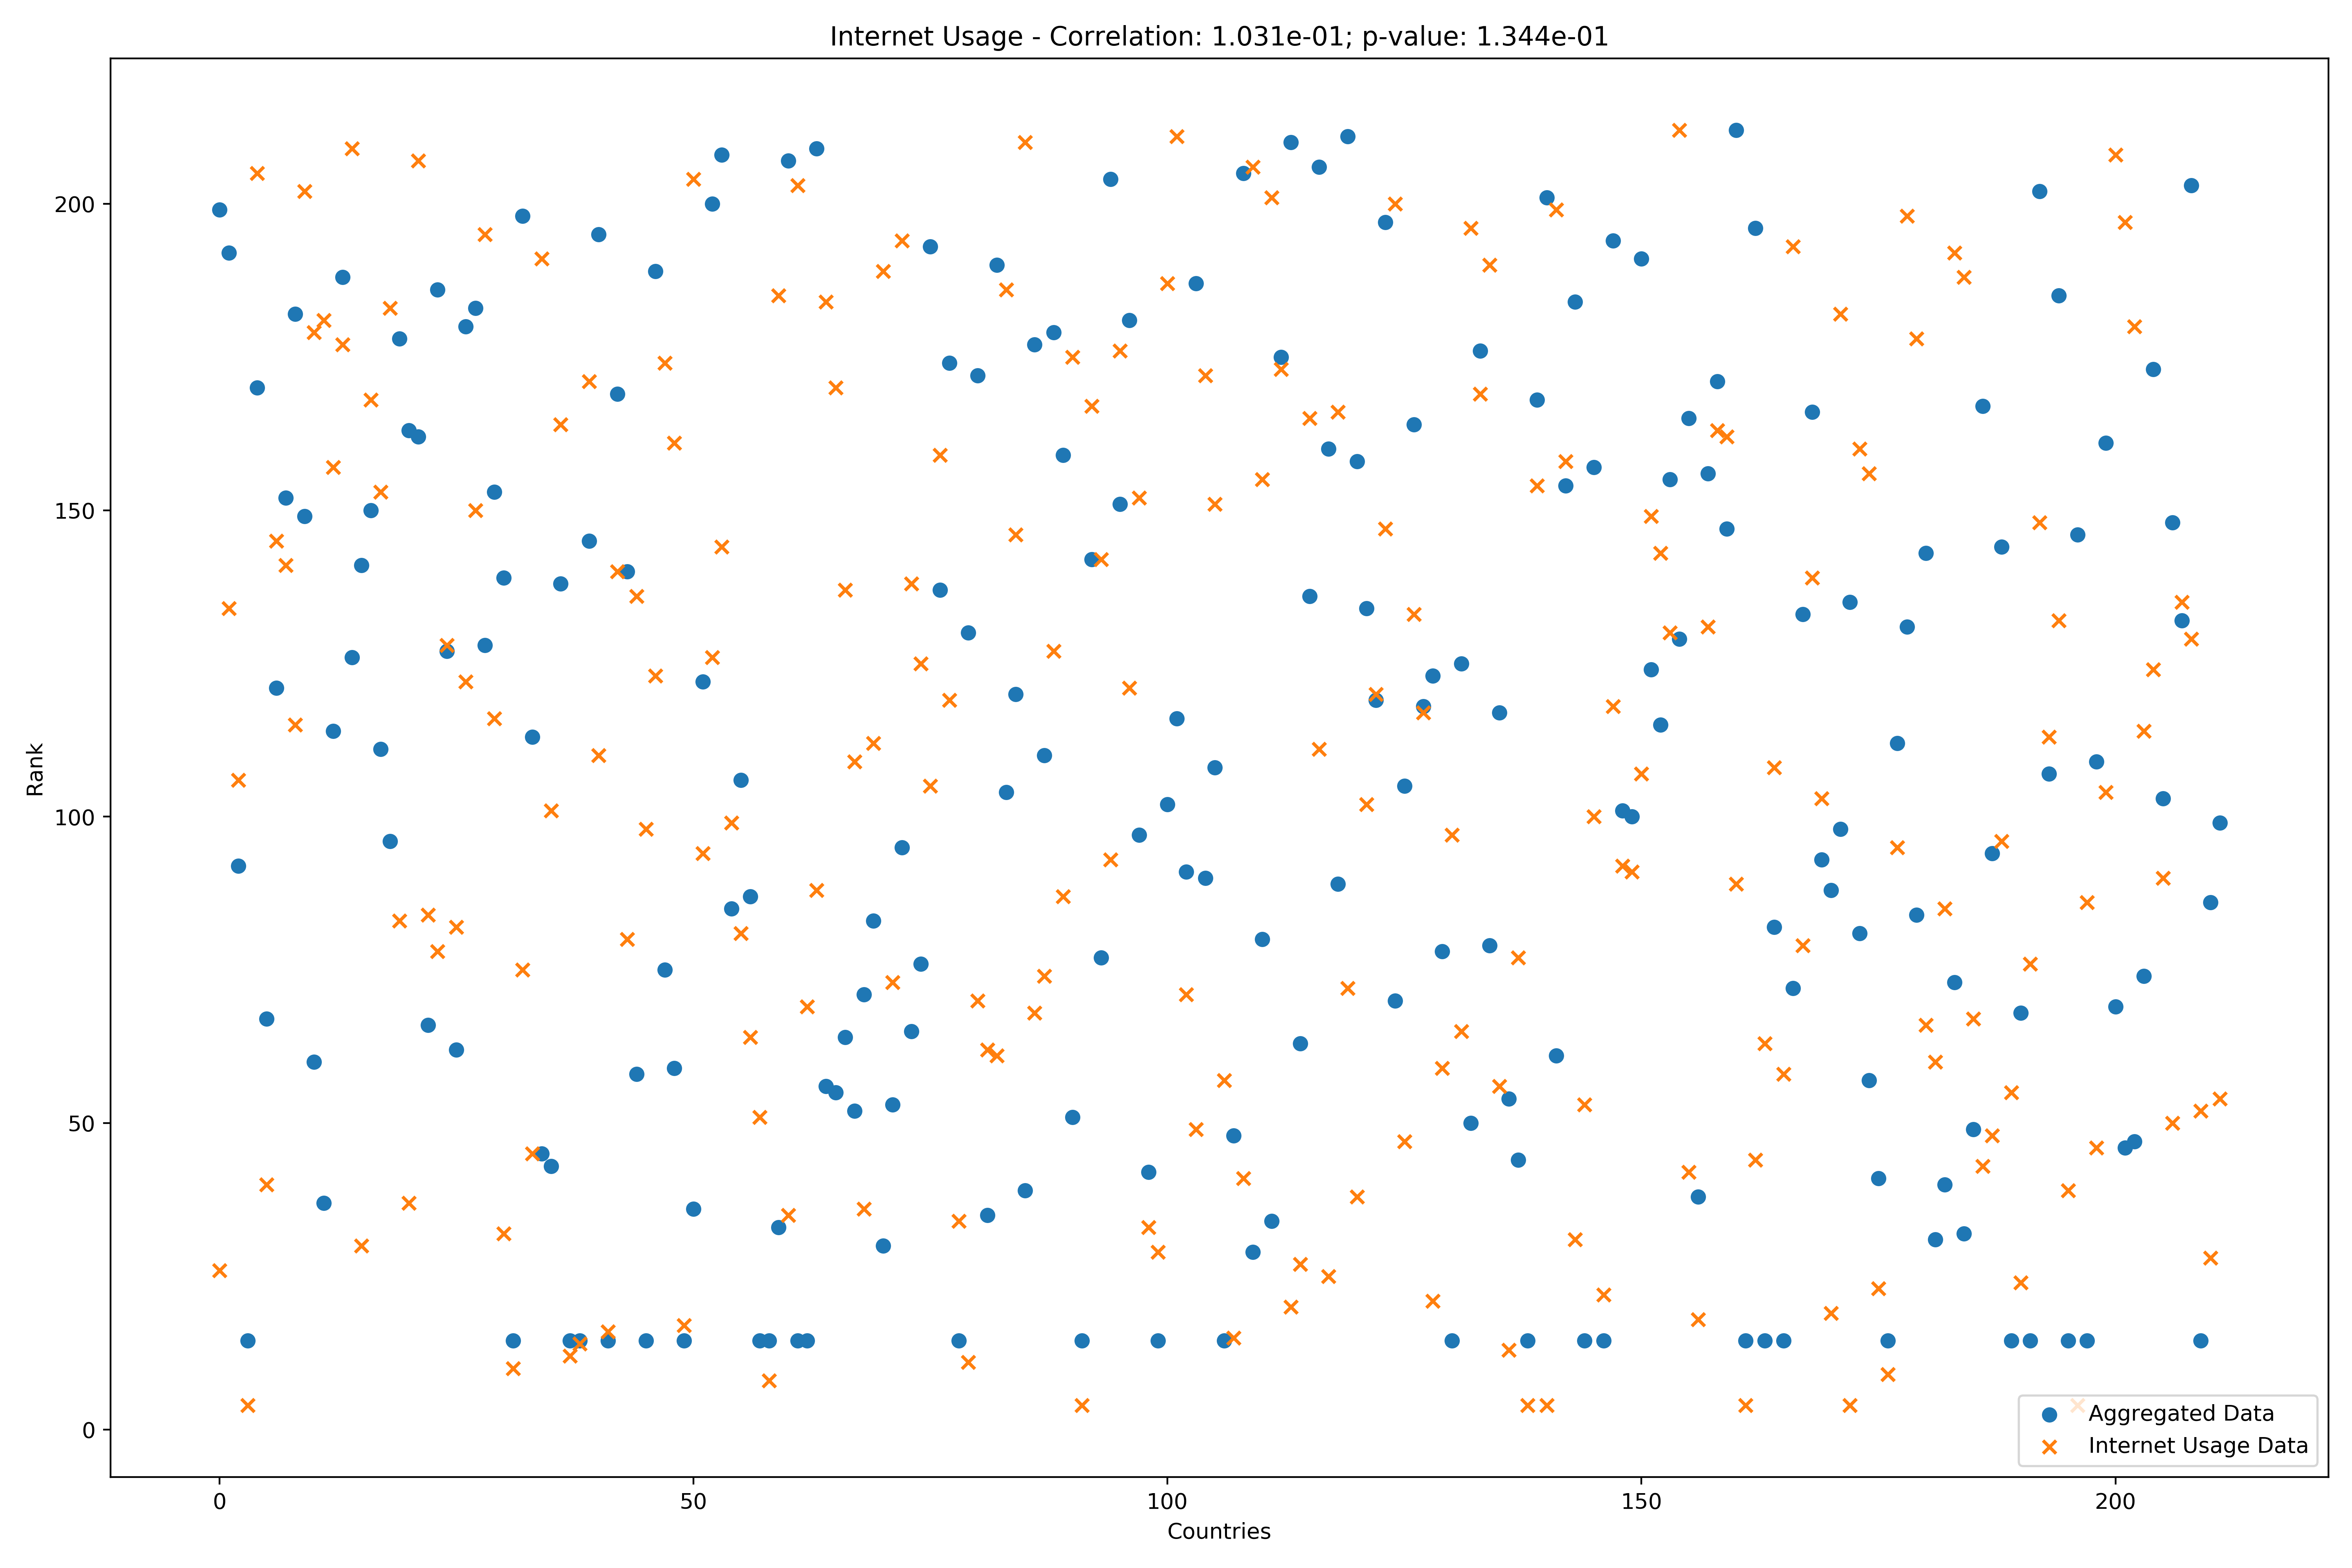 Internet Usage - Correlation: 1.031e-01; p-value: 1.344e-01
200
150
100
50
0
Rank
0 50 100 150 200
Countries
Aggregated Data
Internet Usage Data